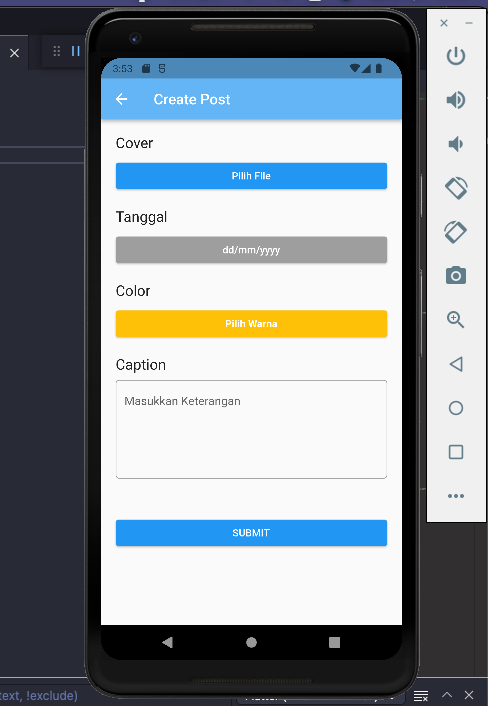 3:53
Create Post
Cover
Pilih File
Tanggal
dd/mm/yyyy
Color
Pilih Warna
Caption
Masukkan Keterangan
SUBMIT
text, !exclude)